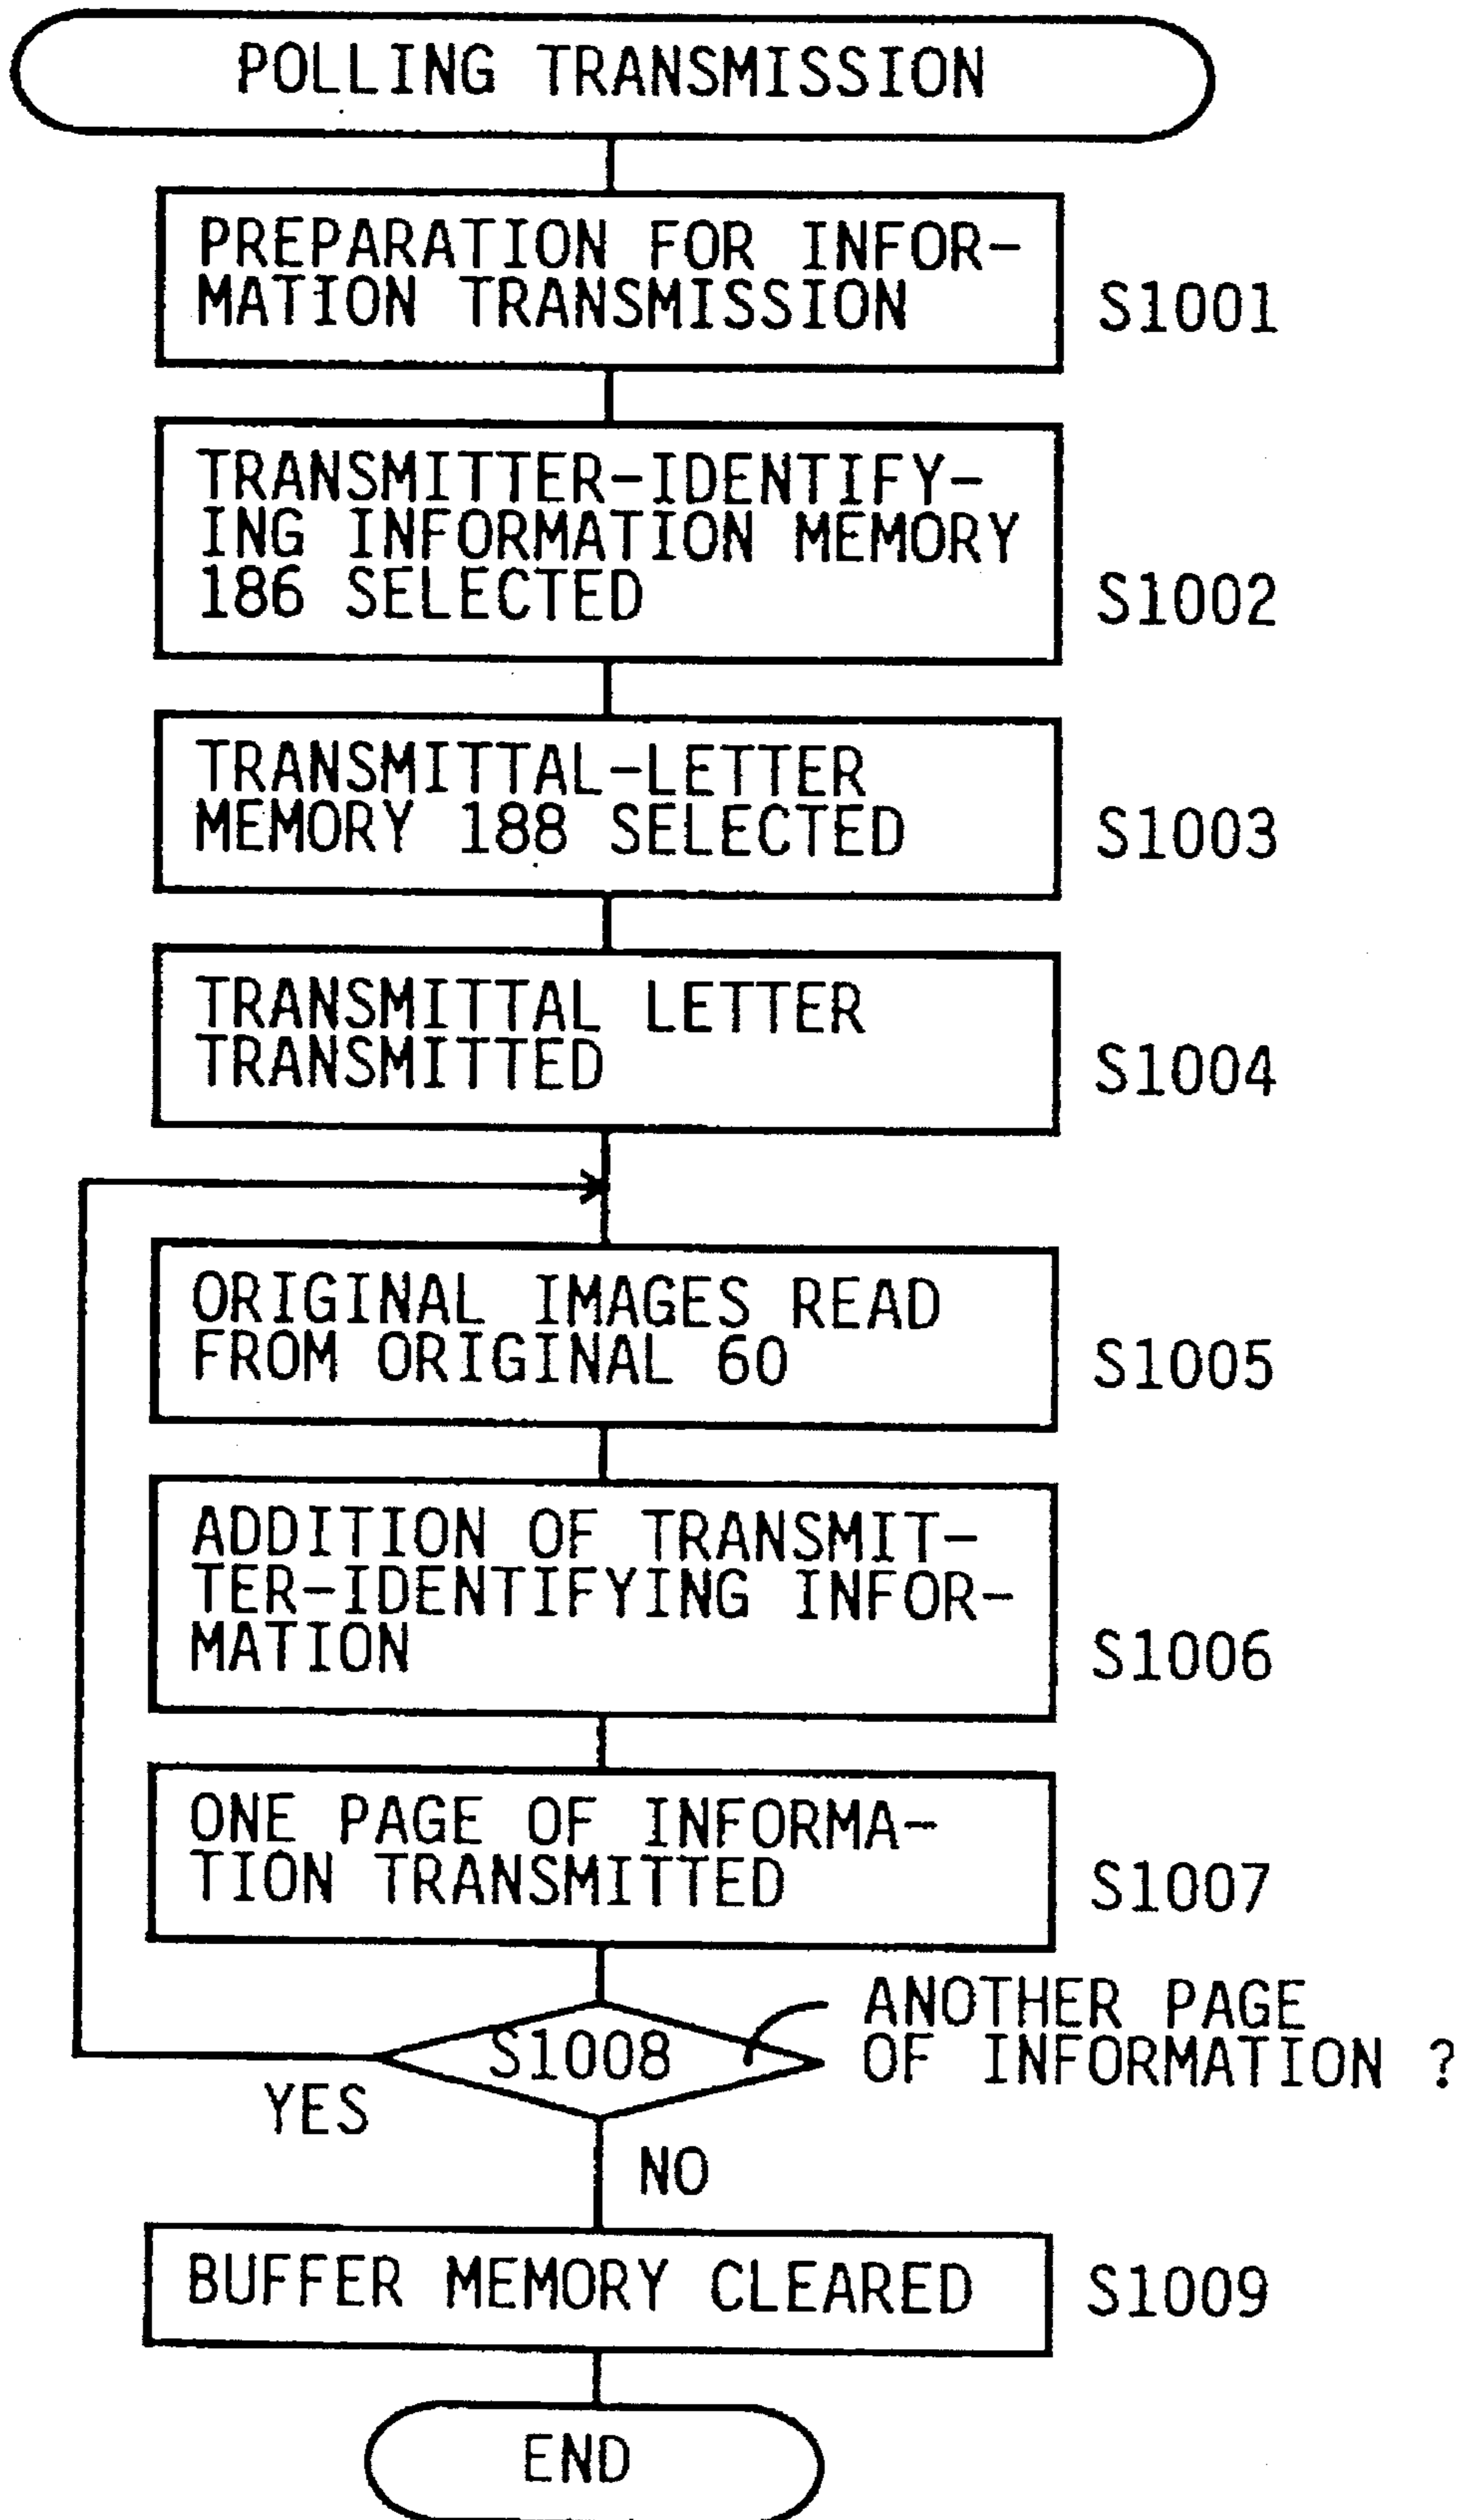 POLLING TRANSMISSION
PREPARATION FOR INFOR-
MATION TRANSMISSION
S1001
TRANSMITTER-IDENTIFY-
ING INFORMATION MEMORY
186 SELECTED
S1002
TRANSMITTAL-LETTER
MEMORY 188 SELECTED
S1003
TRANSMITTAL LETTER
TRANSMITTED
S1004
ORIGINAL IMAGES READ
FROM ORIGINAL 60
S1005
ADDITION OF TRANSMIT-
TER-IDENTIFYING INFOR-
MATION
S1006
ONE PAGE OF INFORMA-
TION TRANSMITTED
S1007
S1008
ANOTHER PAGE
OF INFORMATION ?
YES
NO
BUFFER MEMORY CLEARED
S1009
END